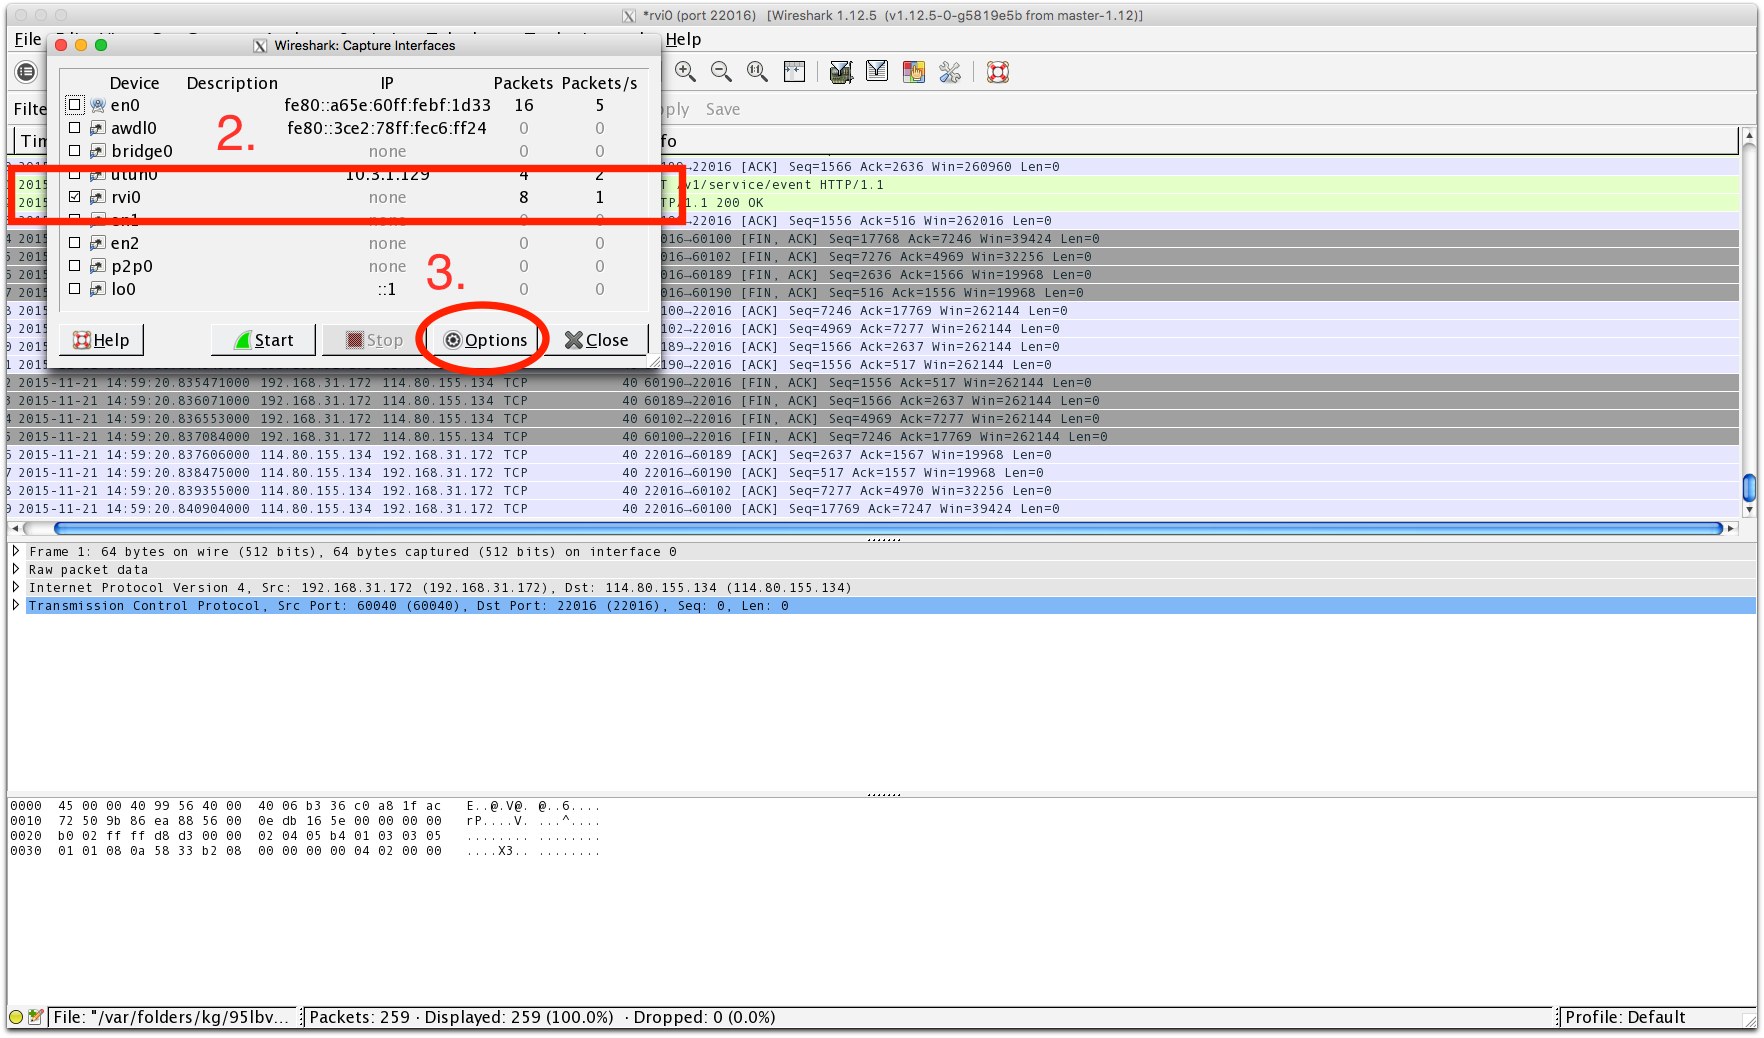 *rvi0 (port 22016) [Wireshark 1.12.5 (v1.12.5-0-g5819e5b from master-1.12)]
File Help
Wireshark: Capture Interfaces
Device Description IP Packets Packets/s
en0 fe80::a65e:60ff:febf:1d33 16 5
awdl0 fe80::3ce2:78ff:fec6:ff24 0 0
2.
bridge0 none 0 0
utun0 10.3.1.129 4 2
rvi0 none 8 1
en1 none 0 0
en2 none 0 0
p2p0 none 0 0
3.
lo0 ::1 0 0
Help Start Stop Options Close
Filte ply Save
Tim fo
22016 [ACK] Seq=1566 Ack=2636 Win=260960 Len=0
2015 T /v1/service/event HTTP/1.1
2015 TP/1.1 200 OK
22016 [ACK] Seq=1556 Ack=516 Win=262016 Len=0
4 2015 016→60100 [FIN, ACK] Seq=17768 Ack=7246 Win=39424 Len=0
5 2015 016→60102 [FIN, ACK] Seq=7276 Ack=4969 Win=32256 Len=0
6 2015 016→60189 [FIN, ACK] Seq=2636 Ack=1566 Win=19968 Len=0
7 2015 016→60190 [FIN, ACK] Seq=516 Ack=1556 Win=19968 Len=0
8 2015 100→22016 [ACK] Seq=7246 Ack=17769 Win=262144 Len=0
9 2015 102→22016 [ACK] Seq=4969 Ack=7277 Win=262144 Len=0
0 2015 189→22016 [ACK] Seq=1566 Ack=2637 Win=262144 Len=0
1 2015 190→22016 [ACK] Seq=1556 Ack=517 Win=262144 Len=0
2 2015-11-21 14:59:20.835471000 192.168.31.172 114.80.155.134 TCP 40 60190→22016 [FIN, ACK] Seq=1556 Ack=517 Win=262144 Len=0
3 2015-11-21 14:59:20.836071000 192.168.31.172 114.80.155.134 TCP 40 60189→22016 [FIN, ACK] Seq=1566 Ack=2637 Win=262144 Len=0
4 2015-11-21 14:59:20.836553000 192.168.31.172 114.80.155.134 TCP 40 60102→22016 [FIN, ACK] Seq=4969 Ack=7277 Win=262144 Len=0
5 2015-11-21 14:59:20.837084000 192.168.31.172 114.80.155.134 TCP 40 60100→22016 [FIN, ACK] Seq=7246 Ack=17769 Win=262144 Len=0
6 2015-11-21 14:59:20.837606000 114.80.155.134 192.168.31.172 TCP 40 22016→60189 [ACK] Seq=2637 Ack=1567 Win=19968 Len=0
7 2015-11-21 14:59:20.838475000 114.80.155.134 192.168.31.172 TCP 40 22016→60190 [ACK] Seq=517 Ack=1557 Win=19968 Len=0
8 2015-11-21 14:59:20.839355000 114.80.155.134 192.168.31.172 TCP 40 22016→60102 [ACK] Seq=7277 Ack=4970 Win=32256 Len=0
9 2015-11-21 14:59:20.840904000 114.80.155.134 192.168.31.172 TCP 40 22016→60100 [ACK] Seq=17769 Ack=7247 Win=39424 Len=0
Frame 1: 64 bytes on wire (512 bits), 64 bytes captured (512 bits) on interface 0
Raw packet data
Internet Protocol Version 4, Src: 192.168.31.172 (192.168.31.172), Dst: 114.80.155.134 (114.80.155.134)
Transmission Control Protocol, Src Port: 60040 (60040), Dst Port: 22016 (22016), Seq: 0, Len: 0
0000 45 00 00 40 99 56 40 00 40 06 b3 36 c0 a8 1f ac E..@.V@. @..6....
0010 72 50 9b 86 ea 88 56 00 0e db 16 5e 00 00 00 00 rP....V. ...^....
0020 b0 02 ff ff d8 d3 00 00 02 04 05 b4 01 03 03 05 ........ ........
0030 01 01 08 0a 58 33 b2 08 00 00 00 00 04 02 00 00 ....X3.. ........
File: "/var/folders/kg/95lbv... Packets: 259 · Displayed: 259 (100.0%) · Dropped: 0 (0.0%) Profile: Default